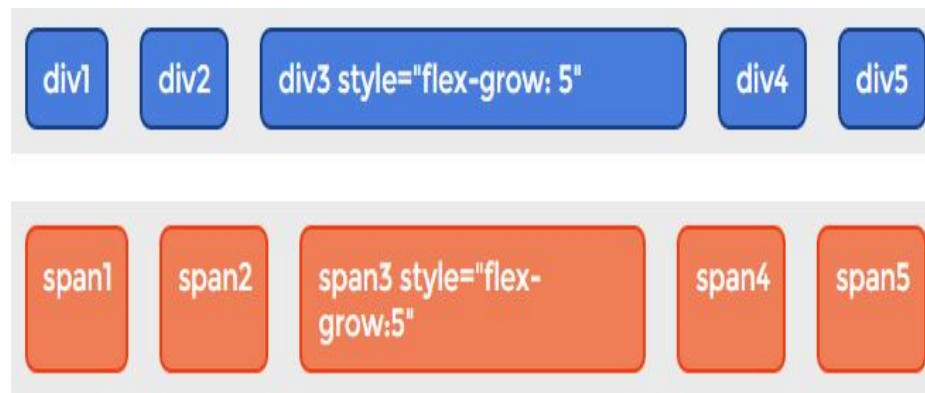 div1 div2 div3 style="flex-grow: 5" div4 div5
span1 span2 span3 style="flex- span4 span5
grow:5"